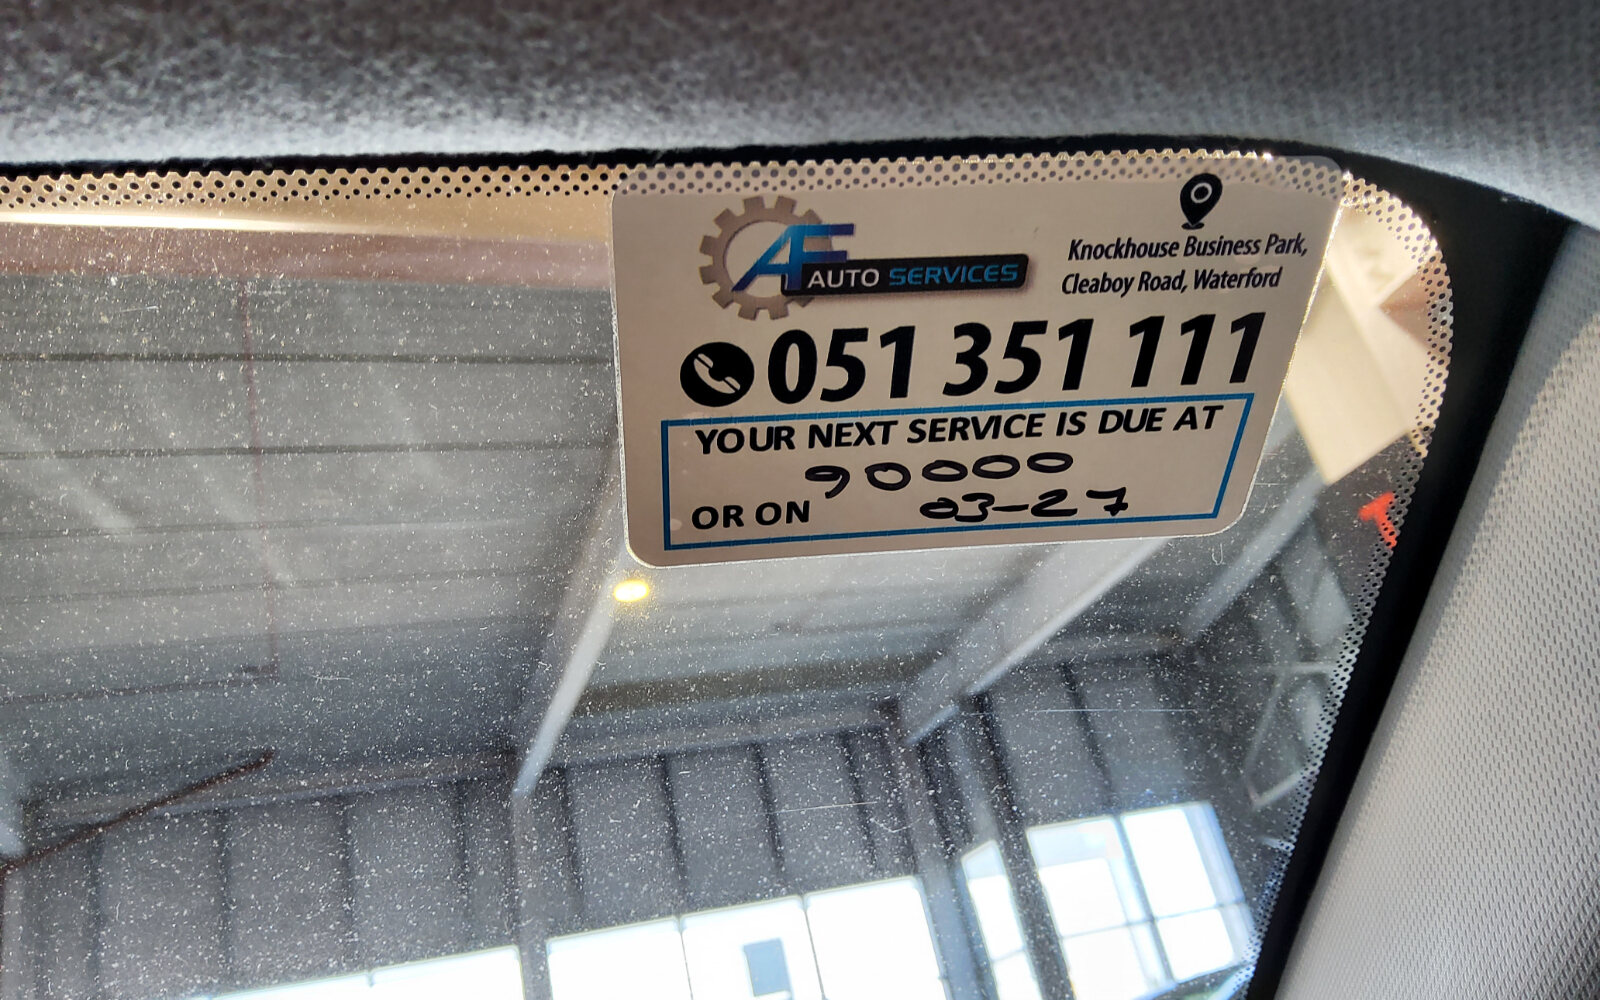 AF
AUTO SERVICES
Knockhouse Business Park,
Cleaboy Road, Waterford
051 351 111
YOUR NEXT SERVICE IS DUE AT
90000
OR ON 03-27